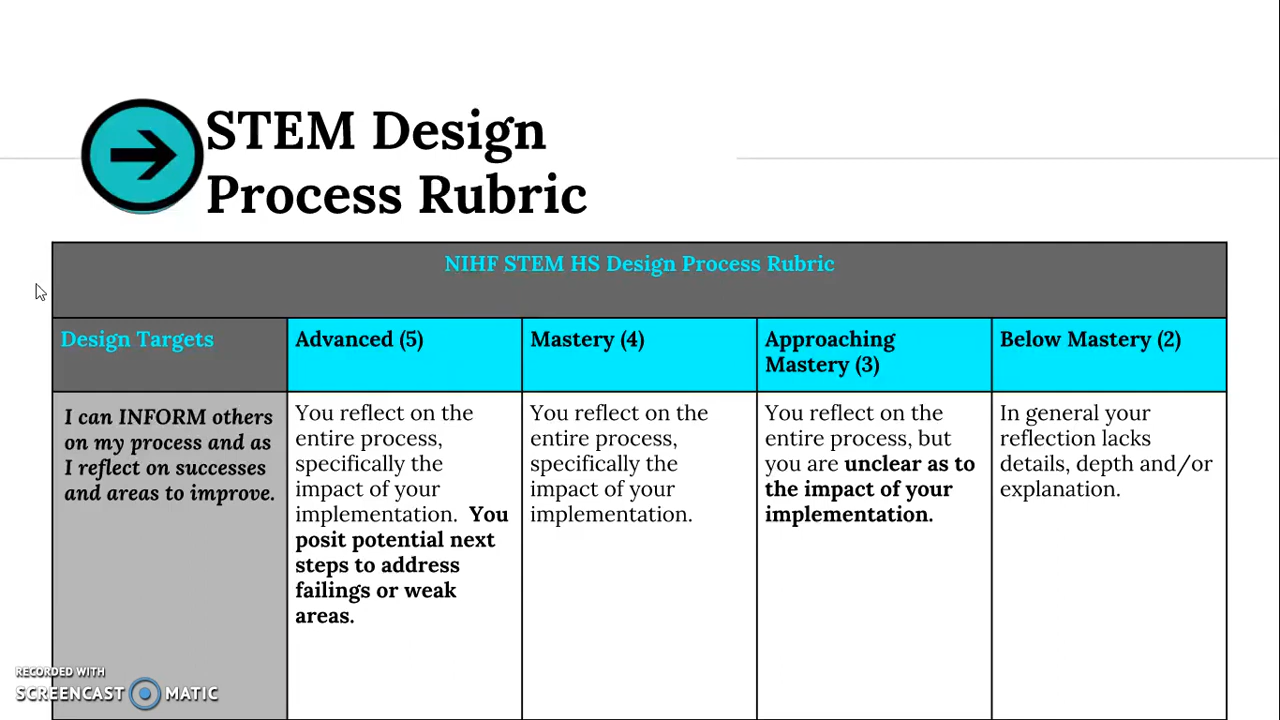 STEM Design
Process Rubric
NIHF STEM HS Design Process Rubric
Design Targets
Advanced (5)
Mastery (4)
Approaching
Mastery (3)
Below Mastery (2)
I can INFORM others
on my process and as
I reflect on successes
and areas to improve.
You reflect on the
entire process,
specifically the
impact of your
implementation. You
posit potential next
steps to address
failings or weak
areas.
You reflect on the
entire process,
specifically the
impact of your
implementation.
You reflect on the
entire process, but
you are unclear as to
the impact of your
implementation.
In general your
reflection lacks
details, depth and/or
explanation.
RECORDED WITH
SCREENCAST MATIC